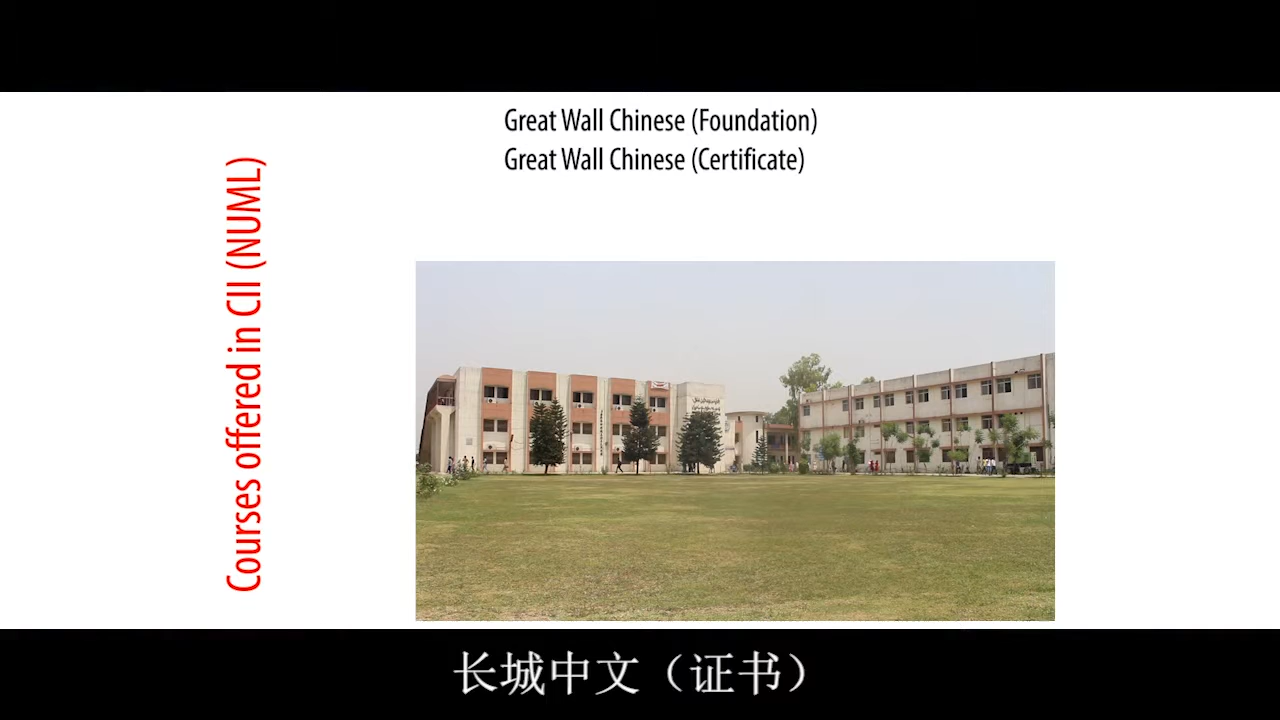 Great Wall Chinese (Foundation)
Great Wall Chinese (Certificate)
Courses offered in CII (NUML)
长城中文（证书）